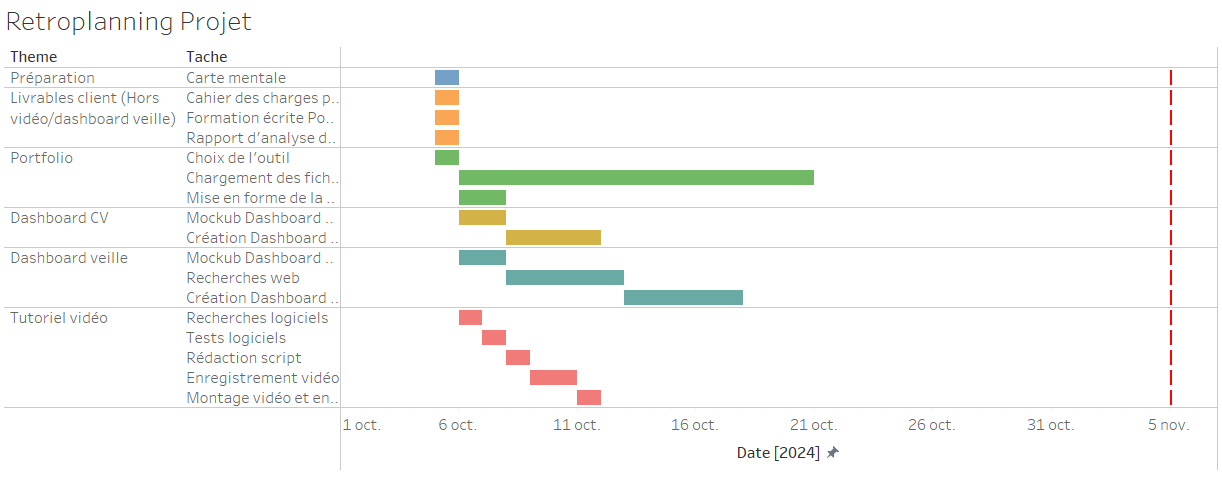 Retroplanning Projet
Theme Tache
Préparation Carte mentale
Livrables client (Hors Cahier des charges p..
vidéo/dashboard veille) Formation écrite Po..
Rapport d'analyse d..
Portfolio Choix de l'outil
Chargement des fich..
Mise en forme de la ..
Dashboard CV Mockub Dashboard ..
Création Dashboard ..
Dashboard veille Mockub Dashboard ..
Recherches web
Création Dashboard ..
Tutoriel vidéo Recherches logiciels
Tests logiciels
Rédaction script
Enregistrement vidéo
Montage vidéo et en..
1 oct. 6 oct. 11 oct. 16 oct. 21 oct. 26 oct. 31 oct. 5 nov.
Date [2024]